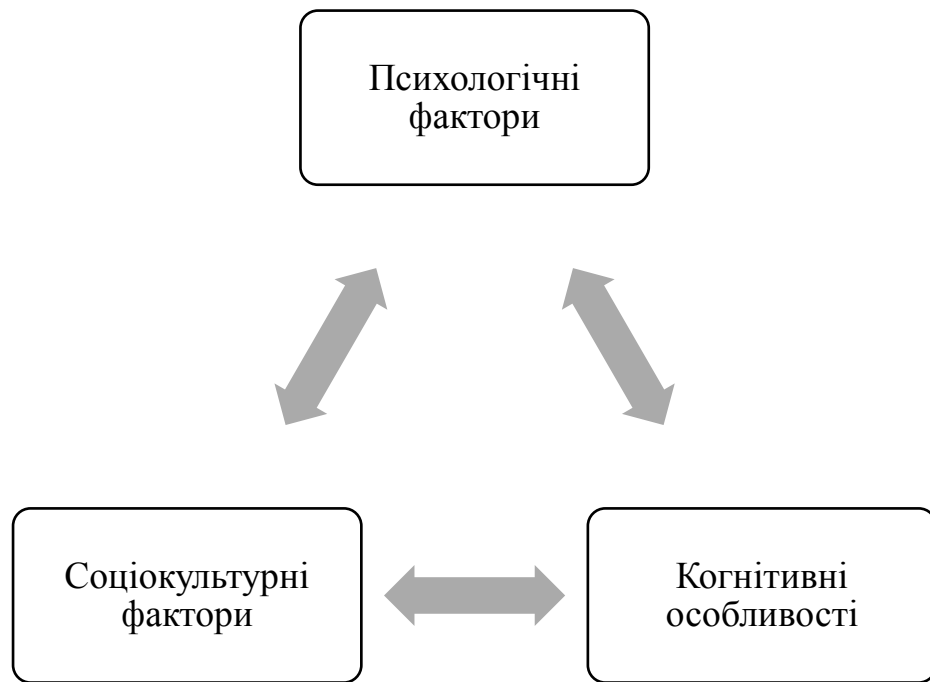 Психологічні
фактори
Соціокультурні
фактори
Когнітивні
особливості